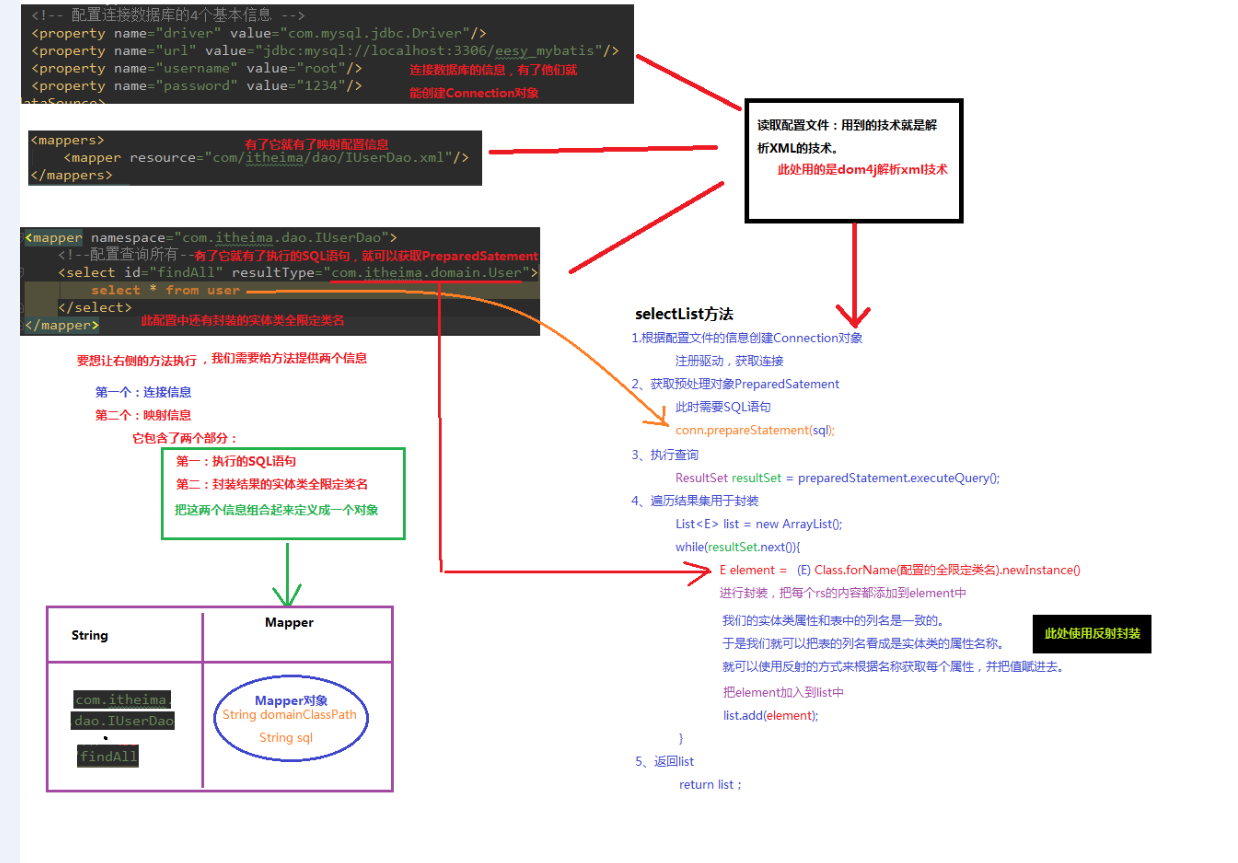 <!-- 配置连接数据库的4个基本信息 -->
<property name="driver" value="com.mysql.jdbc.Driver"/>
<property name="url" value="jdbc:mysql://localhost:3306/eesy_mybatis"/>
<property name="username" value="root"/>
<property name="password" value="1234"/>
连接数据库的信息，有了他们就
能创建Connection对象
ataSource>
<mappers>
有了它就有了映射配置信息
<mapper resource="com/itheima/dao/IUserDao.xml"/>
</mappers>
读取配置文件：用到的技术就是解
析XML的技术。
此处用的是dom4j解析xml技术
<mapper namespace="com.itheima.dao.IUserDao">
<!--配置查询所有--
有了它就有了执行的SQL语句，就可以获取PreparedSatement
<select id="findAll" resultType="com.itheima.domain.User">
select * from user
</select>
</mapper>
此配置中还有封装的实体类全限定类名
要想让右侧的方法执行，我们需要给方法提供两个信息
第一个：连接信息
第二个：映射信息
它包含了两个部分：
第一：执行的SQL语句
第二：封装结果的实体类全限定类名
把这两个信息组合起来定义成一个对象
String
Mapper
com.itheima.
dao.IUserDao
.
findAll
Mapper对象
String domainClassPath
String sql
selectList方法
1.根据配置文件的信息创建Connection对象
注册驱动，获取连接
2、获取预处理对象PreparedSatement
此时需要SQL语句
conn.prepareStatement(sql);
3、执行查询
ResultSet resultSet = preparedStatement.executeQuery();
4、遍历结果集用于封装
List<E> list = new ArrayList();
while(resultSet.next()){
E element = (E) Class.forName(配置的全限定类名).newInstance()
进行封装，把每个rs的内容都添加到element中
我们的实体类属性和表中的列名是一致的。
于是我们就可以把表的列名看成是实体类的属性名称。
就可以使用反射的方式来根据名称获取每个属性，并把值赋进去。
此处使用反射封装
把element加入到list中
list.add(element);
}
5、返回list
return list；